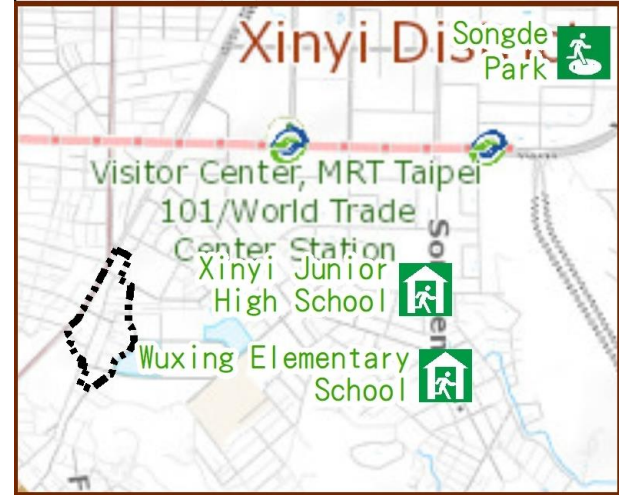 Xinyi District
Songde
Park
Visitor Center, MRT Taipei
101/World Trade
Center Station
Xinyi Junior
High School
Wuxing Elementary
School